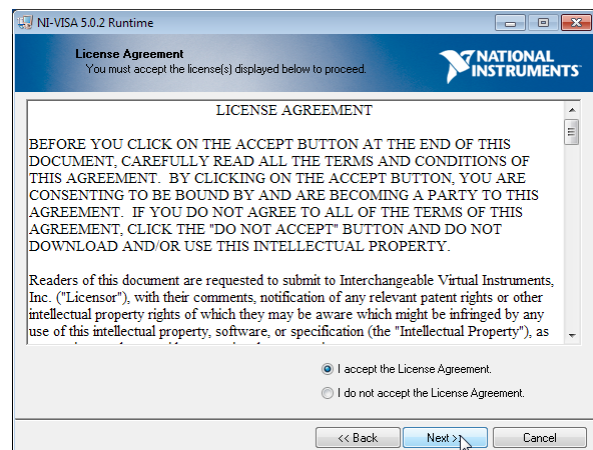 NI-VISA 5.0.2 Runtime
License Agreement
You must accept the license(s) displayed below to proceed.
NATIONAL
INSTRUMENTS
LICENSE AGREEMENT
BEFORE YOU CLICK ON THE ACCEPT BUTTON AT THE END OF THIS
DOCUMENT, CAREFULLY READ ALL THE TERMS AND CONDITIONS OF
THIS AGREEMENT.  BY CLICKING ON THE ACCEPT BUTTON, YOU ARE
CONSENTING TO BE BOUND BY AND ARE BECOMING A PARTY TO THIS
AGREEMENT.  IF YOU DO NOT AGREE TO ALL OF THE TERMS OF THIS
AGREEMENT, CLICK THE "DO NOT ACCEPT" BUTTON AND DO NOT
DOWNLOAD AND/OR USE THIS INTELLECTUAL PROPERTY.
Readers of this document are requested to submit to Interchangeable Virtual Instruments,
Inc. ("Licensor"), with their comments, notification of any relevant patent rights or other
intellectual property rights of which they may be aware which might be infringed by any
use of this intellectual property, software, or specification (the "Intellectual Property"), as
I accept the License Agreement.
I do not accept the License Agreement.
<< Back
Next >>
Cancel